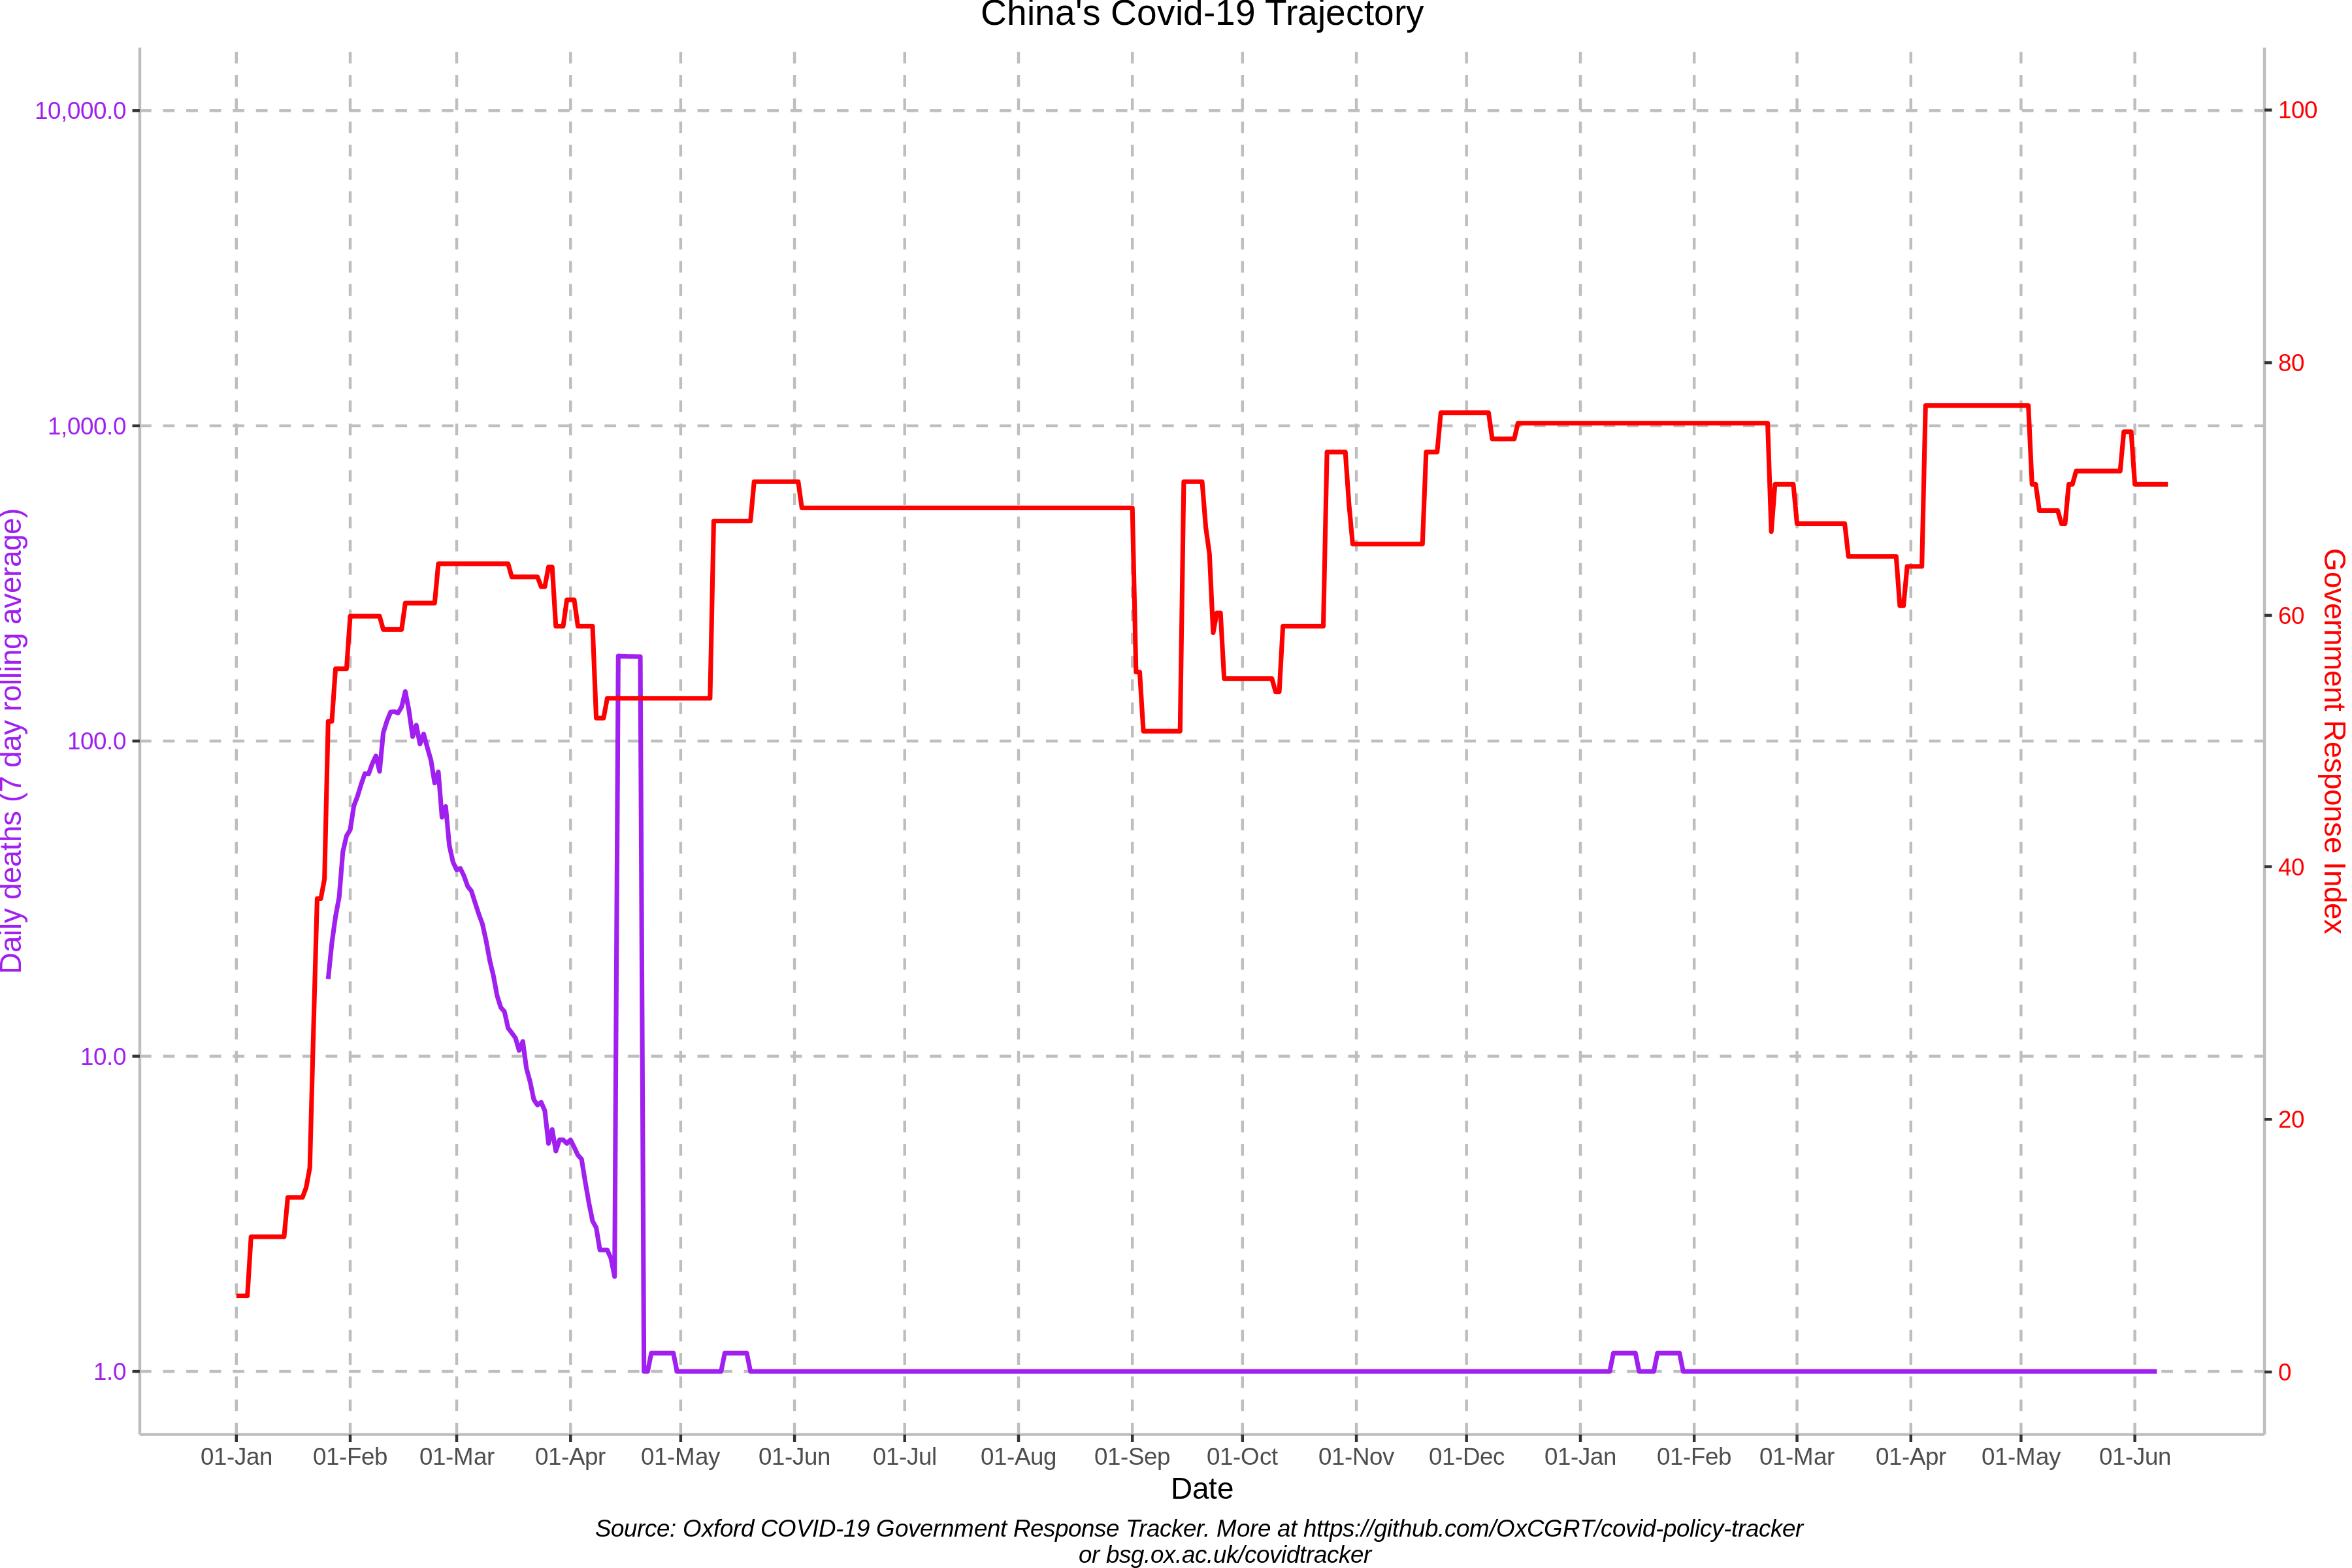 China's Covid-19 Trajectory
10,000.0
1,000.0
100.0
10.0
1.0
Daily deaths (7 day rolling average)
100
80
60
40
20
0
Government Response Index
01-Jan 01-Feb 01-Mar 01-Apr 01-May 01-Jun 01-Jul 01-Aug 01-Sep 01-Oct 01-Nov 01-Dec 01-Jan 01-Feb 01-Mar 01-Apr 01-May 01-Jun
Date
Source: Oxford COVID-19 Government Response Tracker. More at https://github.com/OxCGRT/covid-policy-tracker
or bsg.ox.ac.uk/covidtracker